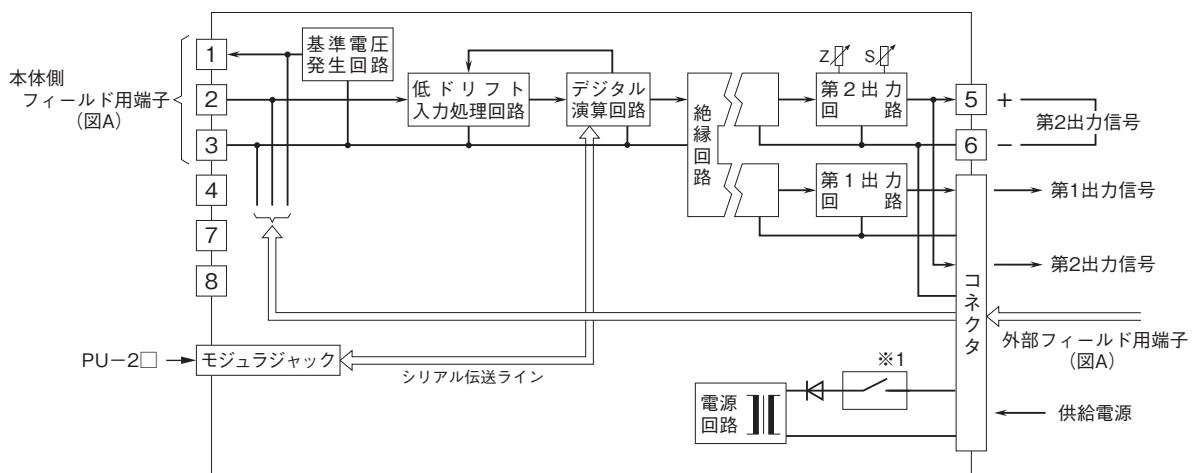 本体側
フィールド用端子
(図A)
1
2
3
4
7
8
基準電圧
発生回路
低ドリフト
入力処理回路
デジタル
演算回路
絶縁回路
Z
S
第2出力
回路
第1出力
回路
5
+
6
−
第2出力信号
第1出力信号
第2出力信号
コネクタ
外部フィールド用端子
(図A)
供給電源
PU−2□
モジュラジャック
シリアル伝送ライン
※1
電源
回路